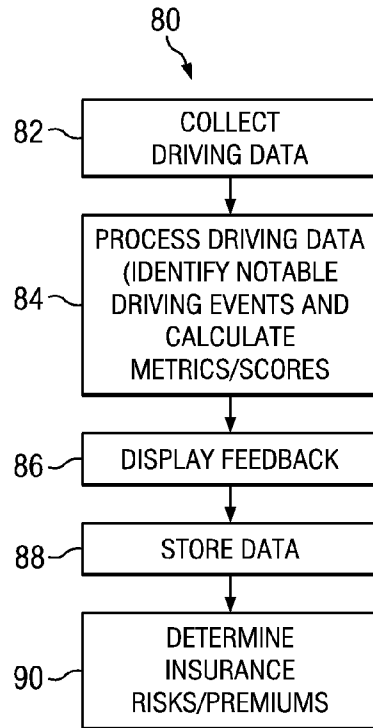 80
82
COLLECT
DRIVING DATA
84
PROCESS DRIVING DATA
(IDENTIFY NOTABLE
DRIVING EVENTS AND
CALCULATE
METRICS/SCORES
86
DISPLAY FEEDBACK
88
STORE DATA
90
DETERMINE
INSURANCE
RISKS/PREMIUMS